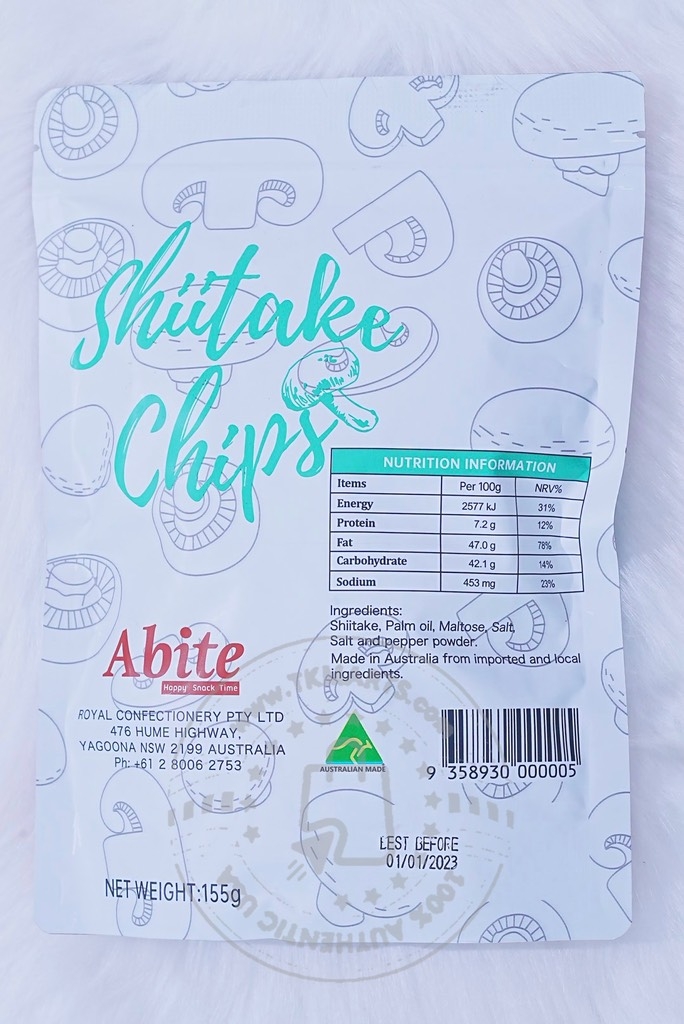 Shiitake
Chips
NUTRITION INFORMATION
Items Per 100g NRV%
Energy 2577 kJ 31%
Protein 7.2 g 12%
Fat 47.0 g 78%
Carbohydrate 42.1 g 14%
Sodium 453 mg 23%
Ingredients:
Shiitake, Palm oil, Maltose, Salt,
Salt and pepper powder.
Made in Australia from imported and local
ingredients.
Abite
Happy Snack Time
ROYAL CONFECTIONERY PTY LTD
476 HUME HIGHWAY,
YAGOONA NSW 2199 AUSTRALIA
Ph: +61 2 8006 2753
AUSTRALIAN MADE
9 358930 000005
BEST BEFORE
01/01/2023
NET WEIGHT:155g
100% AUTHENTIC USA